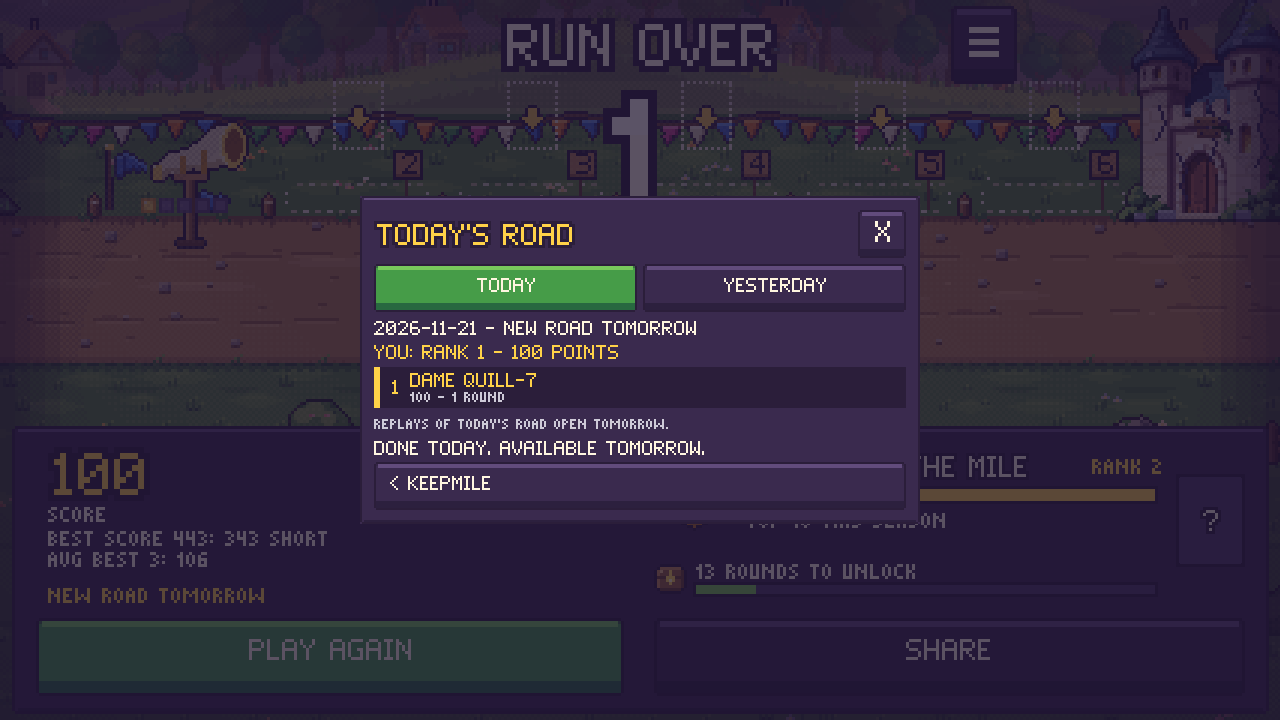 RUN OVER
1
2
3
4
5
6
TODAY'S ROAD
X
TODAY
YESTERDAY
2026-11-21 - NEW ROAD TOMORROW
YOU: RANK 1 - 100 POINTS
1 DAME QUILL-7
100 - 1 ROUND
REPLAYS OF TODAY'S ROAD OPEN TOMORROW.
DONE TODAY. AVAILABLE TOMORROW.
< KEEPMILE
100
SCORE
BEST SCORE 443: 343 SHORT
AVG BEST 3: 106
NEW ROAD TOMORROW
THE MILE
RANK 2
THIS SEASON
?
13 ROUNDS TO UNLOCK
PLAY AGAIN
SHARE